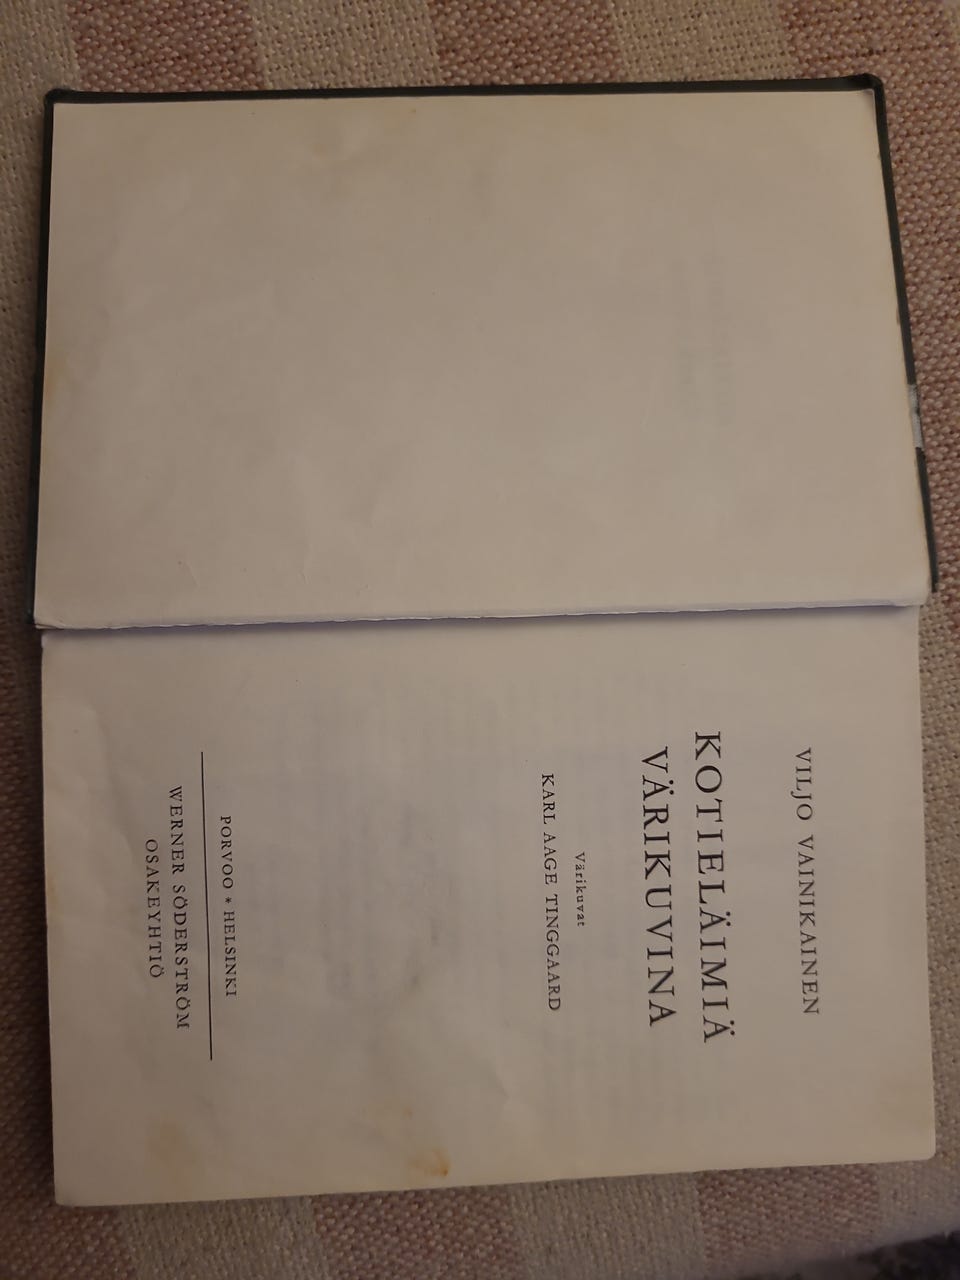 VILJO VAINIKAINEN
KOTIELÄIMIÄ
VÄRIKUVINA
Värikuvat
KARL AAGE TINGGAARD
PORVOO * HELSINKI
WERNER SÖDERSTRÖM
OSAKEYHTIÖ